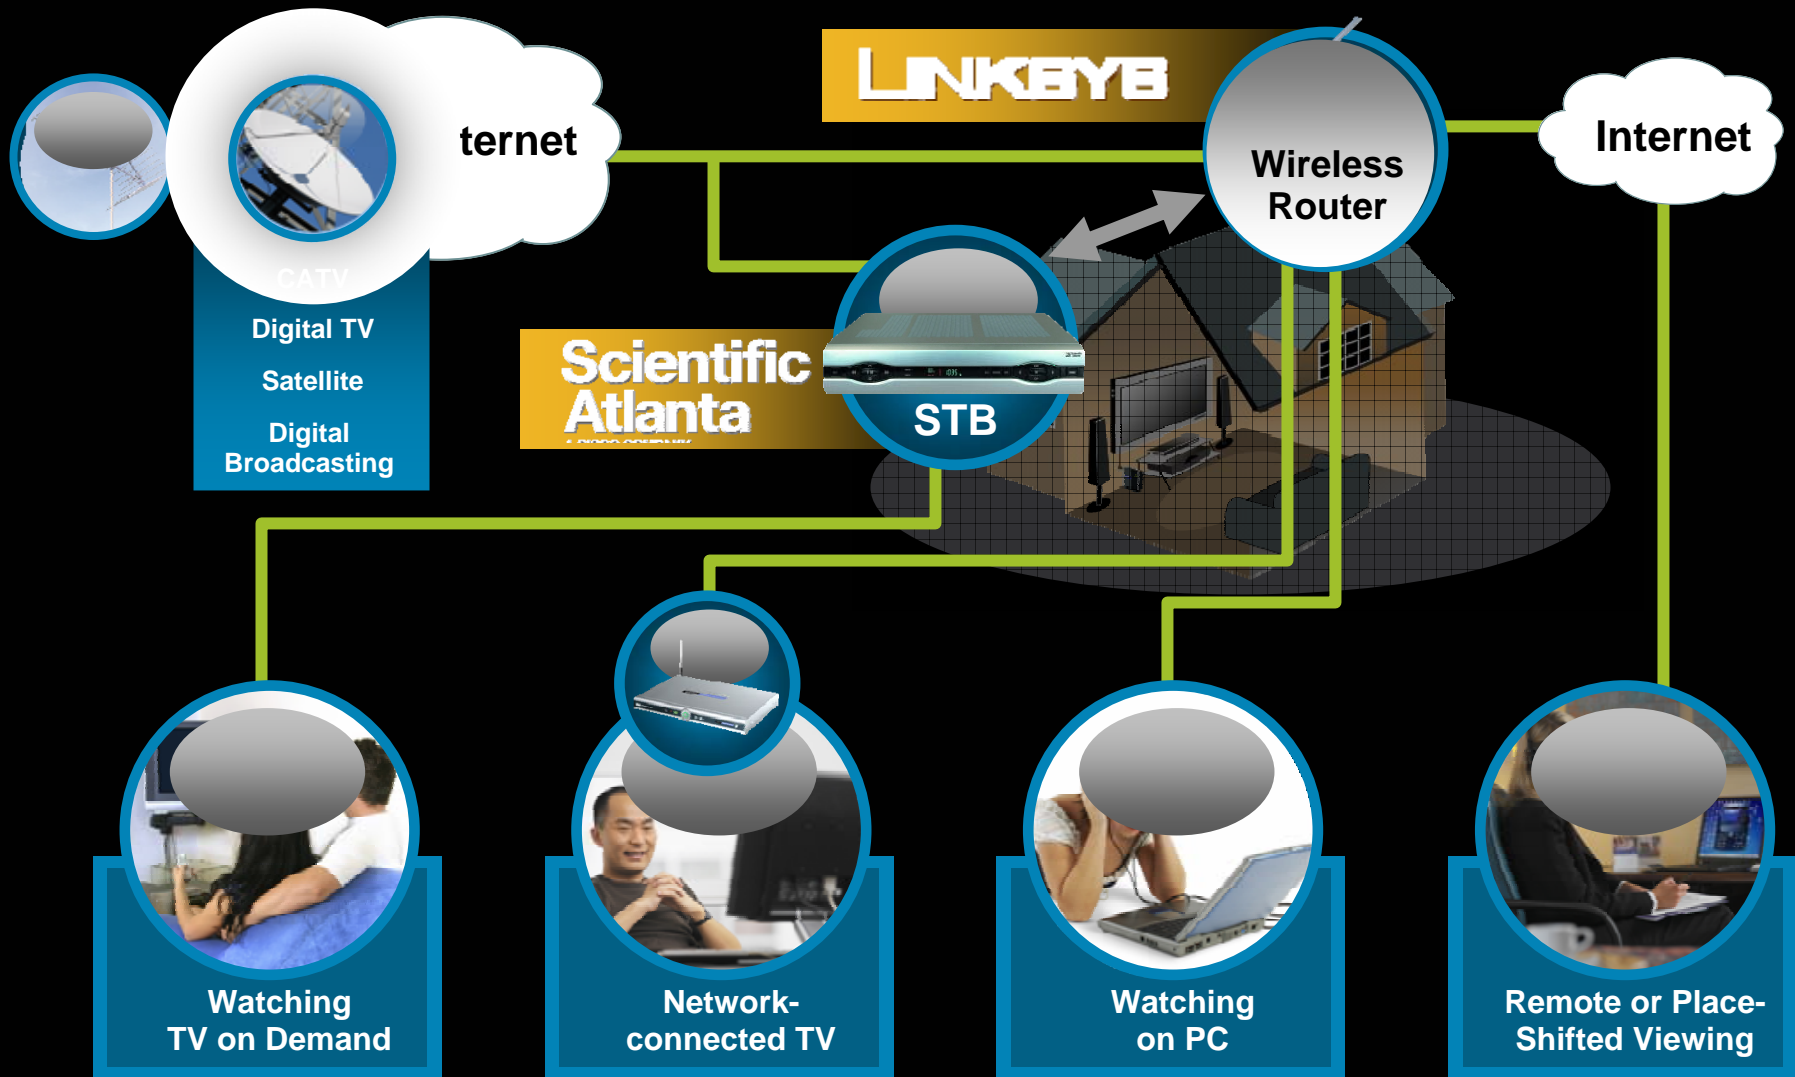 ternet
LINKSYS
Internet
Wireless
Router
CATV
Digital TV
Satellite
Digital
Broadcasting
Scientific
Atlanta
STB
Watching
TV on Demand
Network-
connected TV
Watching
on PC
Remote or Place-
Shifted Viewing